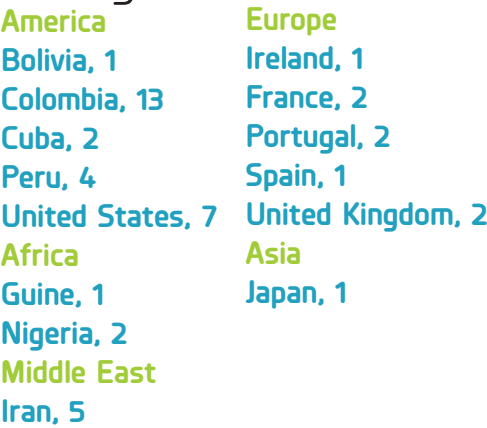 America
Bolivia, 1
Colombia, 13
Cuba, 2
Peru, 4
United States, 7
Africa
Guine, 1
Nigeria, 2
Middle East
Iran, 5
Europe
Ireland, 1
France, 2
Portugal, 2
Spain, 1
United Kingdom, 2
Asia
Japan, 1